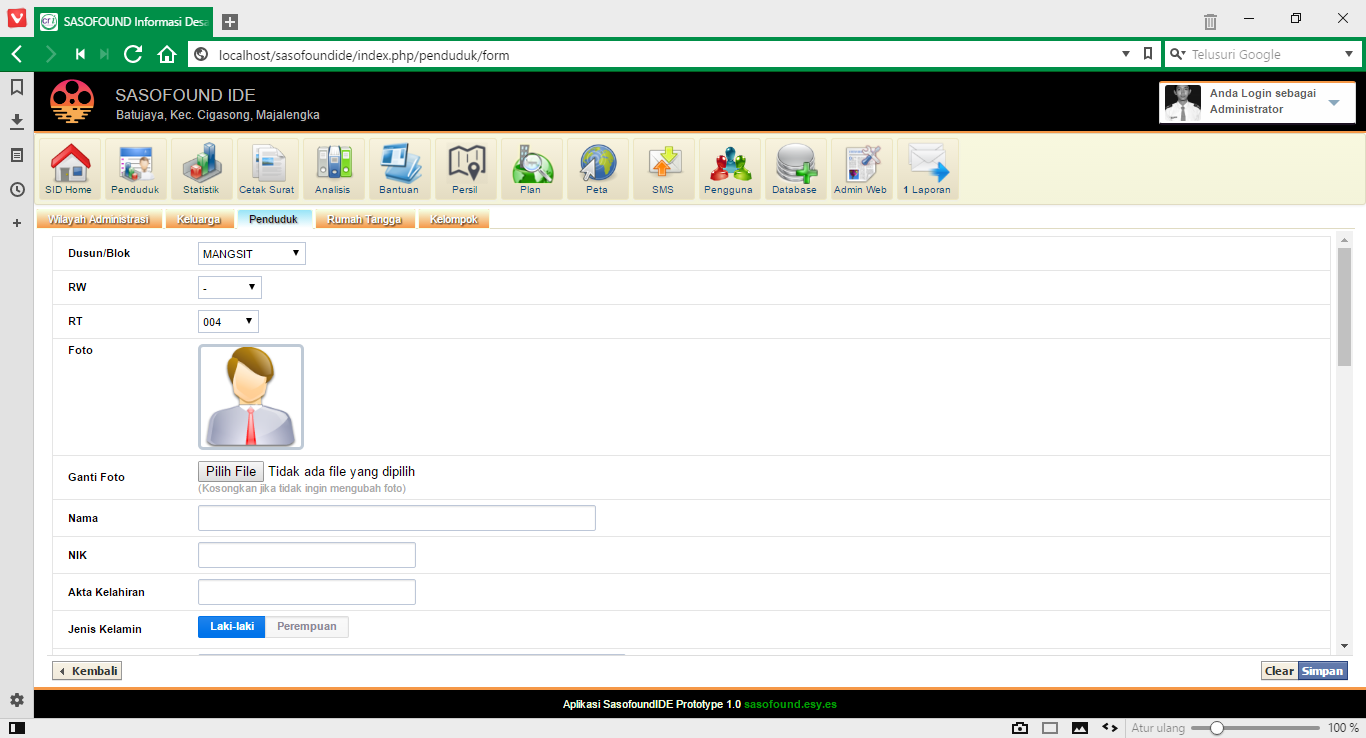 SASOFOUND Informasi Desa
localhost/sasofoundide/index.php/penduduk/form
Telusuri Google
SASOFOUND IDE
Batujaya, Kec. Cigasong, Majalengka
Anda Login sebagai
Administrator
SID Home Penduduk Statistik Cetak Surat Analisis Bantuan Persil Plan Peta SMS Pengguna Database Admin Web 1 Laporan
Wilayah Administrasi Keluarga Penduduk Rumah Tangga Kelompok
Dusun/Blok MANGSIT
RW -
RT 004
Foto
Ganti Foto Pilih File Tidak ada file yang dipilih
(Kosongkan jika tidak ingin mengubah foto)
Nama
NIK
Akta Kelahiran
Jenis Kelamin Laki-laki Perempuan
Kembali Clear Simpan
Aplikasi SasofoundIDE Prototype 1.0 sasofound.esy.es
Atur ulang 100 %